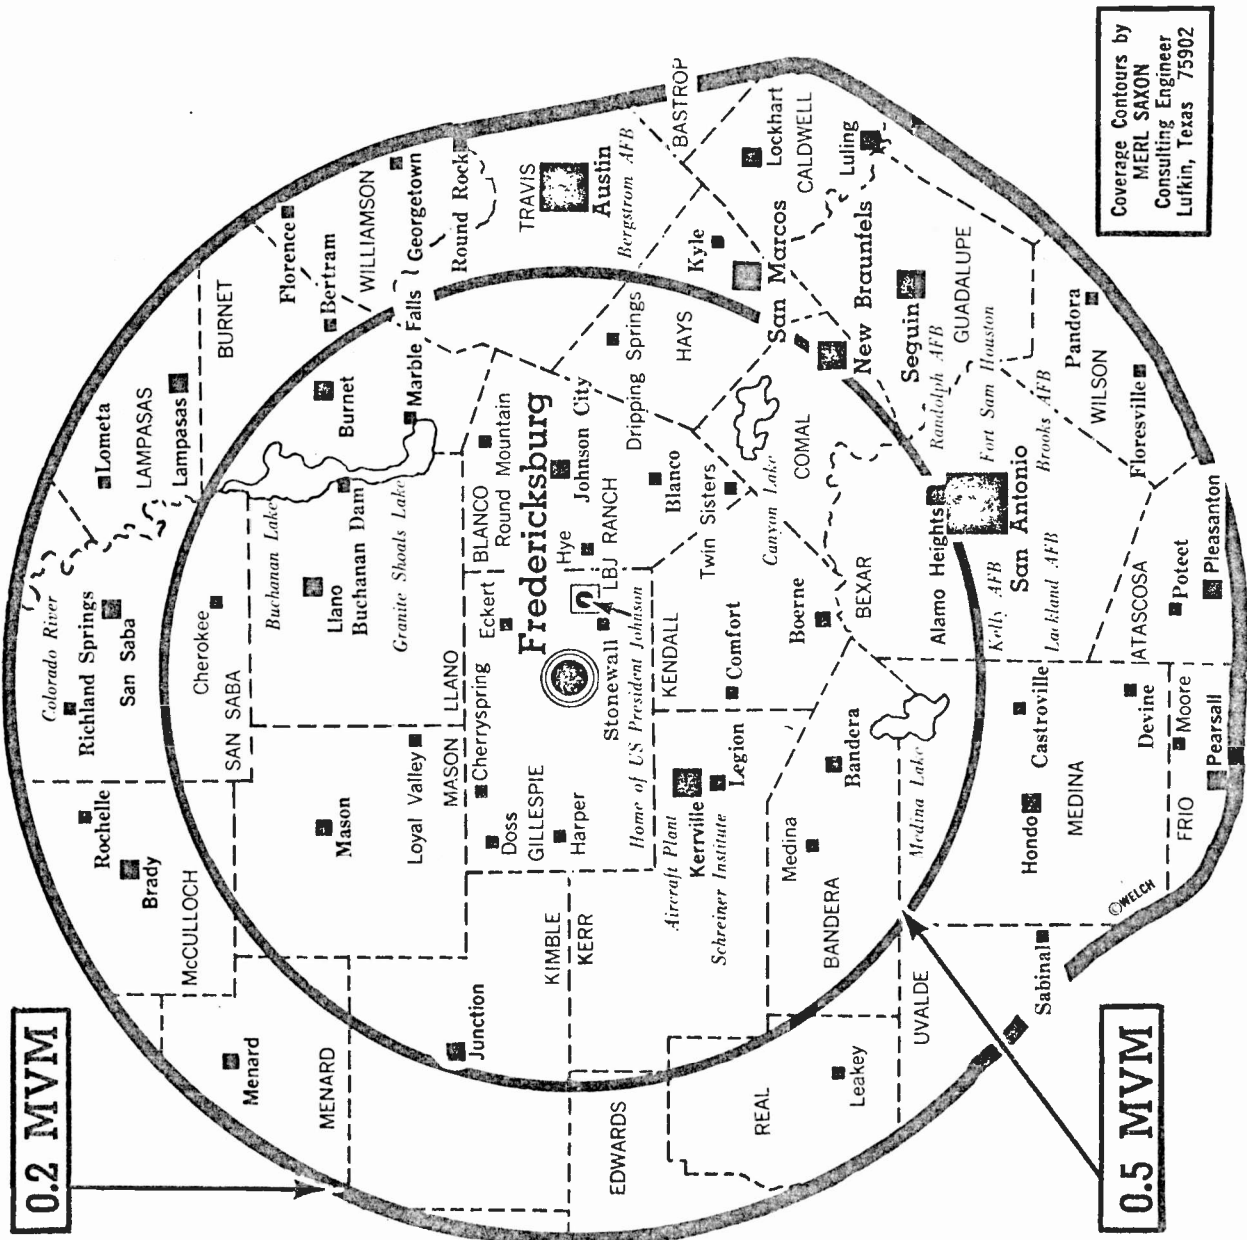 0.2 MVM
0.5 MVM
Coverage Contours by
MERL SAXON
Consulting Engineer
Lufkin, Texas 75902
MENARD
Menard
McCULLOCH
Brady
Rochelle
Colorado River
Richland Springs
San Saba
Cherokee
SAN SABA
Lometa
LAMPASAS
Lampasas
BURNET
Florence
Bertram
WILLIAMSON
Georgetown
Round Rock
Burnet
Marble Falls
Buchanan Lake
Llano
Buchanan Dam
Granite Shoals Lake
LLANO
Mason
Loyal Valley
MASON
Junction
KIMBLE
KERR
EDWARDS
REAL
Leakey
UVALDE
Sabinal
Cherryspring
Doss
GILLESPIE
Harper
Eckert
Fredericksburg
Stonewall
Home of US President Johnson
LBJ RANCH
Hye
BLANCO
Round Mountain
Johnson City
Blanco
Twin Sisters
Dripping Springs
HAYS
TRAVIS
Austin
Bergstrom AFB
BASTROP
Lockhart
CALDWELL
Luling
Kyle
San Marcos
New Braunfels
Seguin
GUADALUPE
Randolph AFB
Fort Sam Houston
Brooks AFB
Pandora
WILSON
Floresville
Canyon Lake
COMAL
KENDALL
Comfort
Boerne
BEXAR
Alamo Heights
Kelly AFB
San Antonio
Lackland AFB
ATASCOSA
Poteet
Pleasanton
Aircraft Plant
Kerrville
Schreiner Institute
Legion
Medina
BANDERA
Bandera
Medina Lake
Castroville
Hondo
MEDINA
Devine
Moore
FRIO
Pearsall
©WELCH